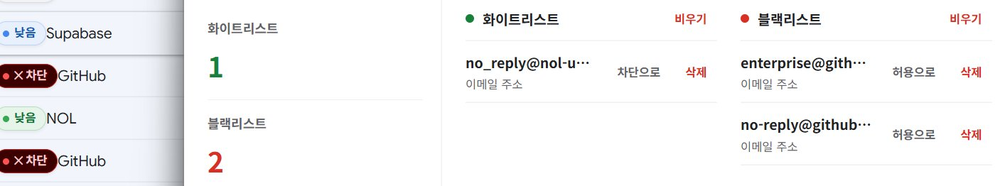 낮음 Supabase
✕차단 GitHub
낮음 NOL
✕차단 GitHub
화이트리스트
1
블랙리스트
2
화이트리스트 비우기
no_reply@nol-u··· 차단으로 삭제
이메일 주소
블랙리스트 비우기
enterprise@gith··· 허용으로 삭제
이메일 주소
no-reply@github··· 허용으로 삭제
이메일 주소